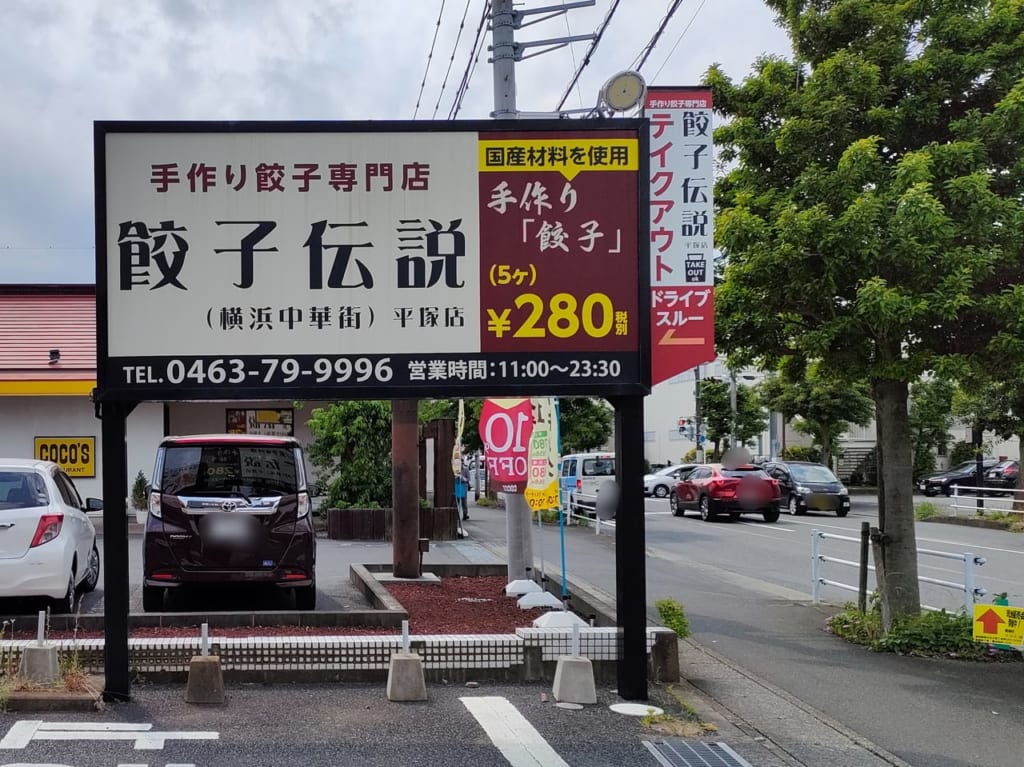 手作り餃子専門店
餃子伝説
(横浜中華街) 平塚店
国産材料を使用
手作り
「餃子」
(5ヶ)
¥280税別
TEL. 0463-79-9996 営業時間：11:00～23:30
手作り餃子専門店
餃子伝説
平塚店
テイクアウト
TAKE OUT ok
ドライブ
スルー
COCO'S
10
OFF